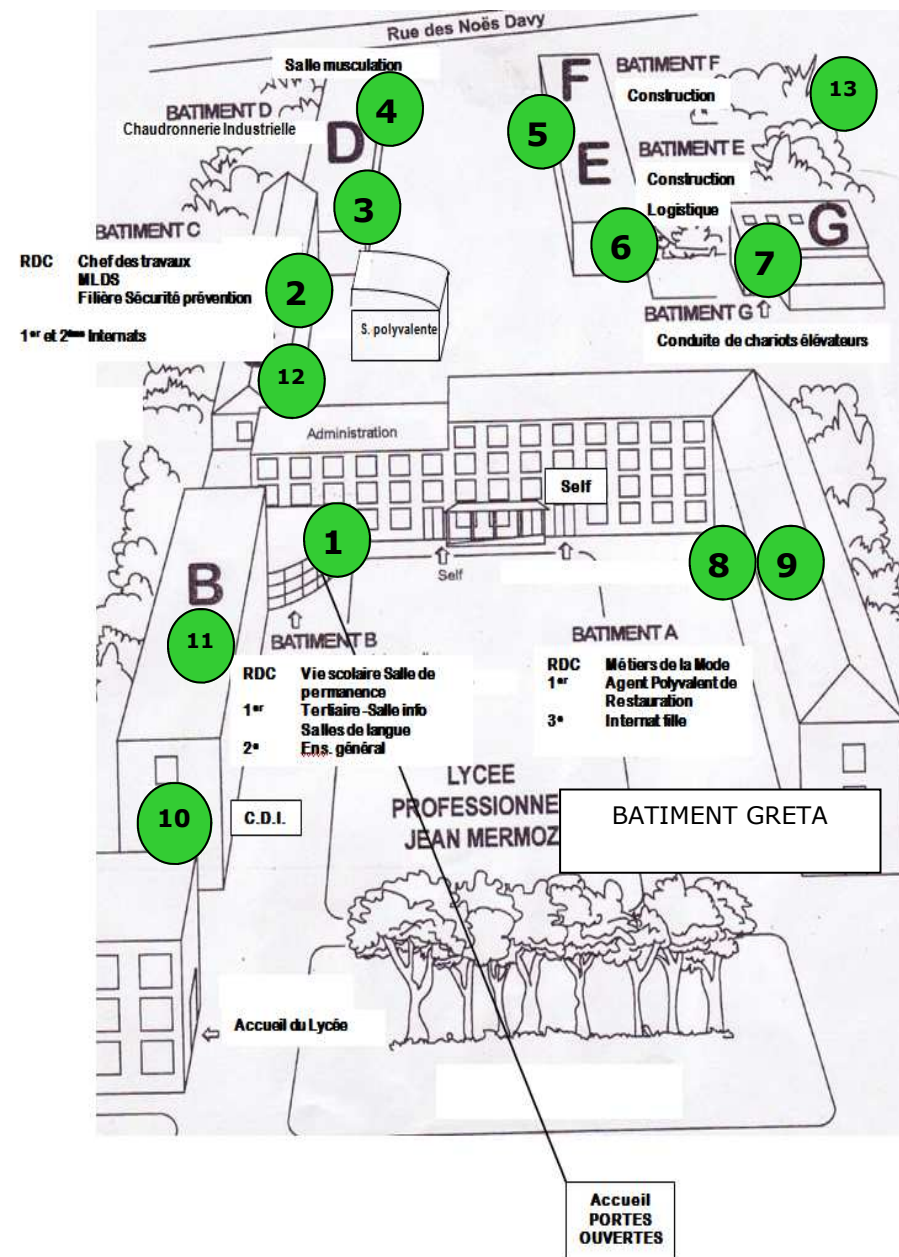 Rue des Noës Davy
Salle musculation
BATIMENT D
Chaudronnerie Industrielle
D
4
3
F
E
5
6
BATIMENT F
Construction
13
BATIMENT E
Construction
Logistique
G
7
BATIMENT G
Conduite de chariots élévateurs
BATIMENT C
RDC Chef des travaux
MLDS
Filière Sécurité prévention
1er et 2ème Internats
2
S. polyvalente
12
Administration
Self
1
Self
8
9
B
11
BATIMENT B
RDC Vie scolaire Salle de
permanence
1er Tertiaire -Salle info
Salles de langue
2e Ens. général
BATIMENT A
RDC Métiers de la Mode
1er Agent Polyvalent de
Restauration
3e Internat fille
10
C.D.I.
LYCEE
PROFESSIONNE
JEAN MERMOZ
BATIMENT GRETA
Accueil du Lycée
Accueil
PORTES
OUVERTES